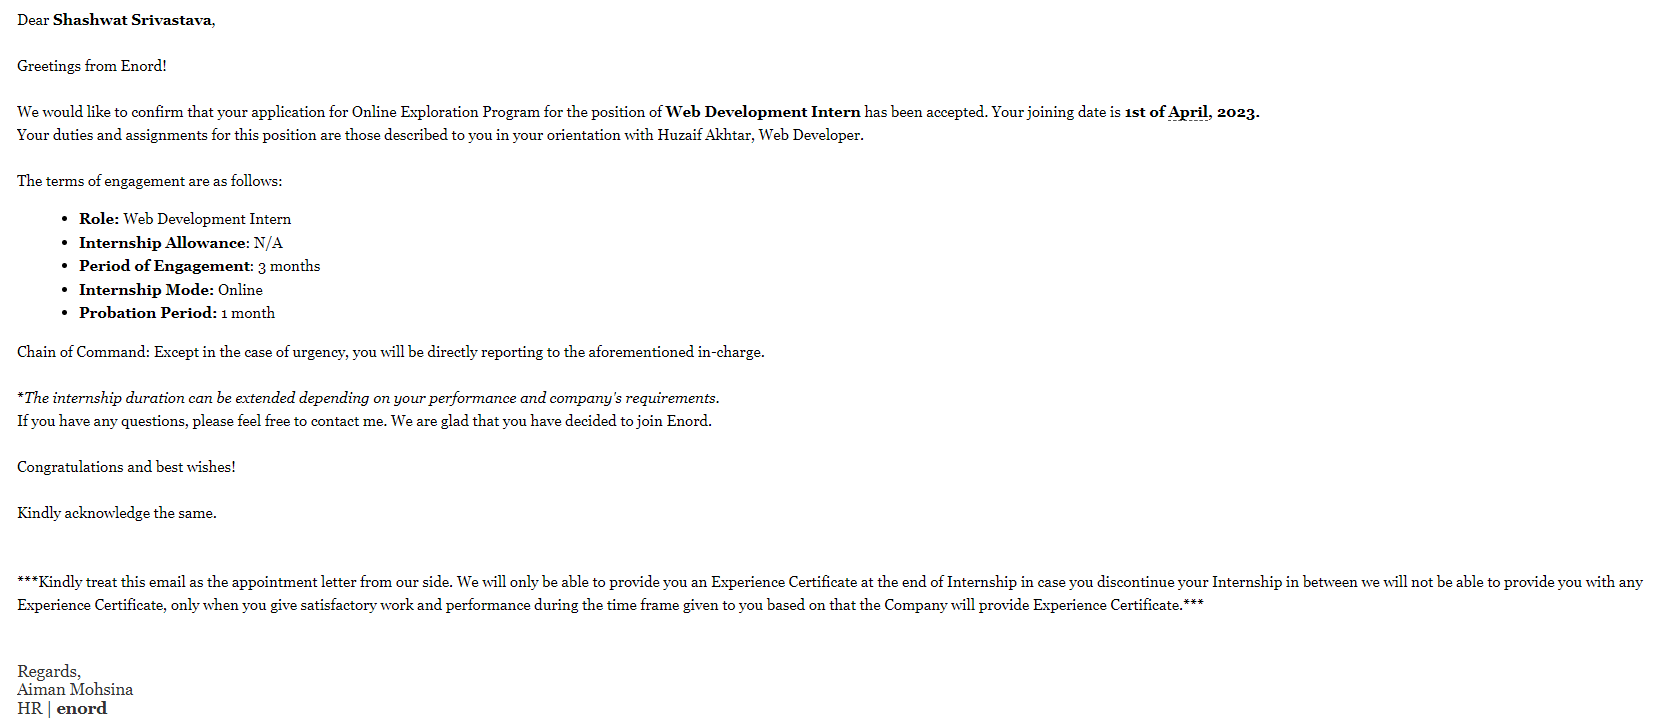 Dear Shashwat Srivastava,
Greetings from Enord!
We would like to confirm that your application for Online Exploration Program for the position of Web Development Intern has been accepted. Your joining date is 1st of April, 2023.
Your duties and assignments for this position are those described to you in your orientation with Huzaif Akhtar, Web Developer.
The terms of engagement are as follows:
• Role: Web Development Intern
• Internship Allowance: N/A
• Period of Engagement: 3 months
• Internship Mode: Online
• Probation Period: 1 month
Chain of Command: Except in the case of urgency, you will be directly reporting to the aforementioned in-charge.
*The internship duration can be extended depending on your performance and company's requirements.
If you have any questions, please feel free to contact me. We are glad that you have decided to join Enord.
Congratulations and best wishes!
Kindly acknowledge the same.
***Kindly treat this email as the appointment letter from our side. We will only be able to provide you an Experience Certificate at the end of Internship in case you discontinue your Internship in between we will not be able to provide you with any
Experience Certificate, only when you give satisfactory work and performance during the time frame given to you based on that the Company will provide Experience Certificate.***
Regards,
Aiman Mohsina
HR | enord